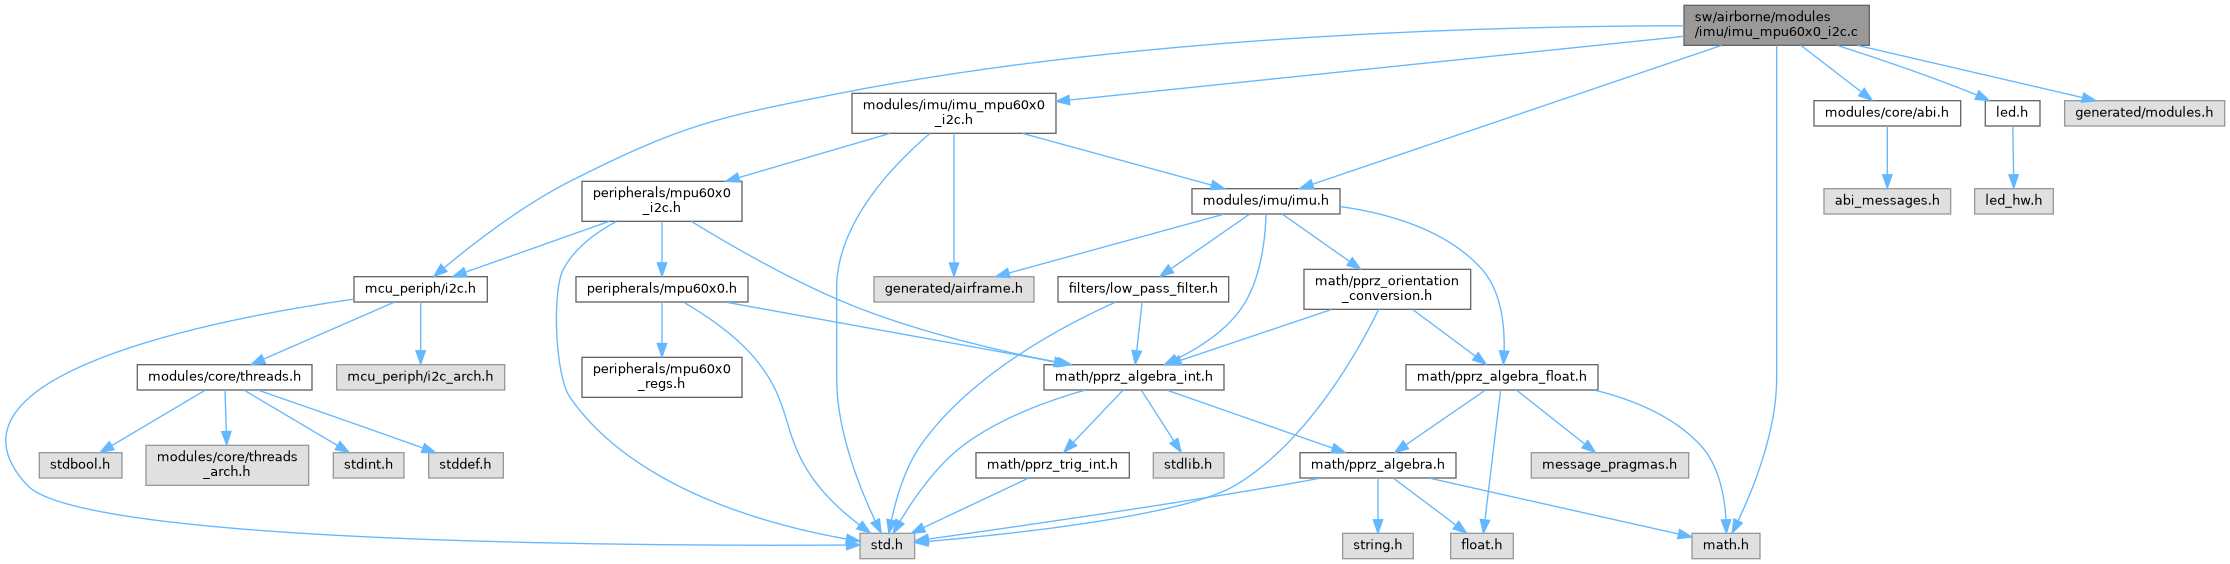 sw/airborne/modules
/imu/imu_mpu60x0_i2c.c
modules/imu/imu_mpu60x0
_i2c.h
modules/core/abi.h
led.h
generated/modules.h
peripherals/mpu60x0
_i2c.h
modules/imu/imu.h
abi_messages.h
led_hw.h
mcu_periph/i2c.h
peripherals/mpu60x0.h
generated/airframe.h
filters/low_pass_filter.h
math/pprz_orientation
_conversion.h
modules/core/threads.h
mcu_periph/i2c_arch.h
peripherals/mpu60x0
_regs.h
math/pprz_algebra_int.h
math/pprz_algebra_float.h
stdbool.h
modules/core/threads
_arch.h
stdint.h
stddef.h
math/pprz_trig_int.h
stdlib.h
math/pprz_algebra.h
message_pragmas.h
std.h
string.h
float.h
math.h